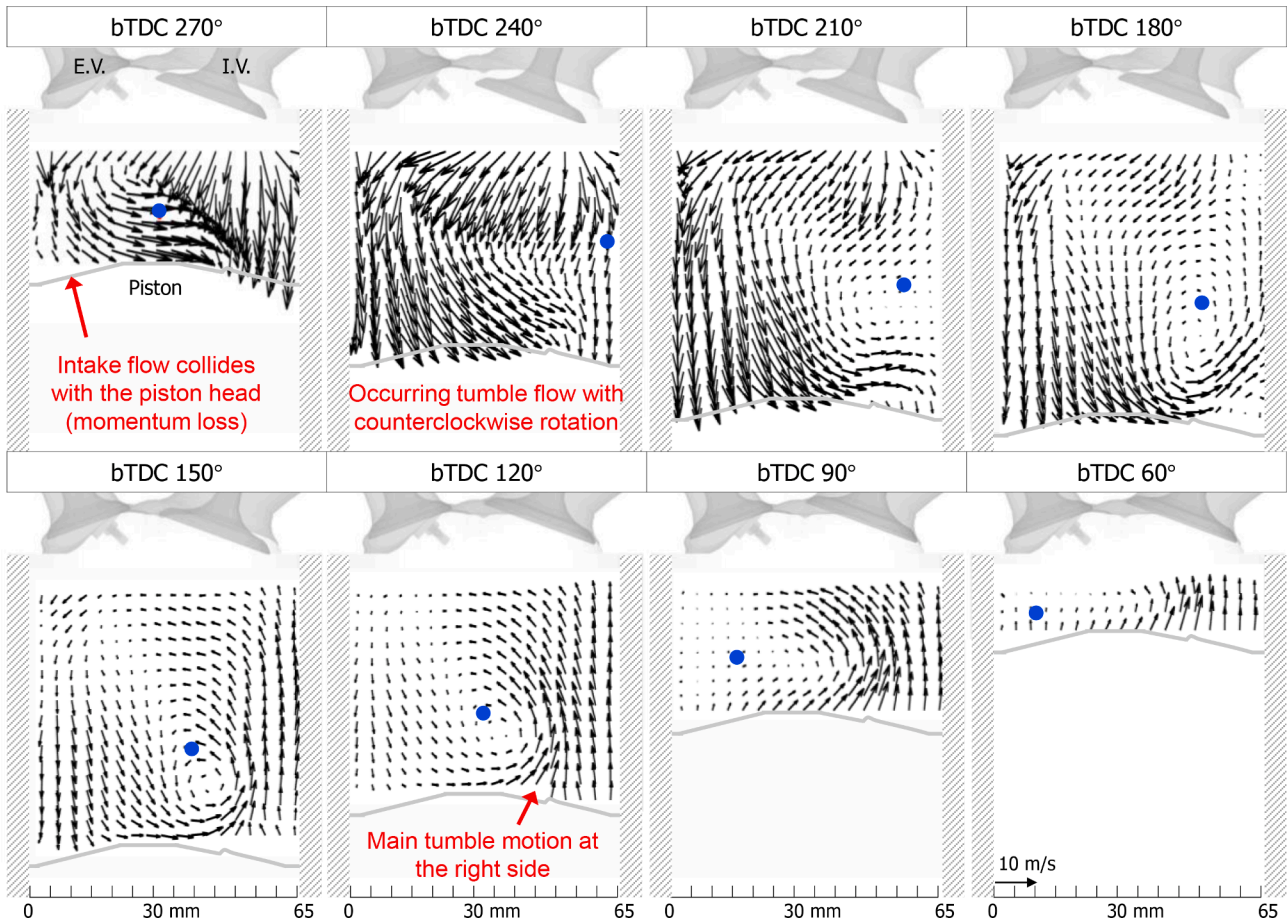 bTDC 270° bTDC 240° bTDC 210° bTDC 180°
E.V. I.V.
Piston
Intake flow collides
with the piston head
(momentum loss)
Occurring tumble flow with
counterclockwise rotation
bTDC 150° bTDC 120° bTDC 90° bTDC 60°
Main tumble motion at
the right side
10 m/s
0 30 mm 65 0 30 mm 65 0 30 mm 65 0 30 mm 65